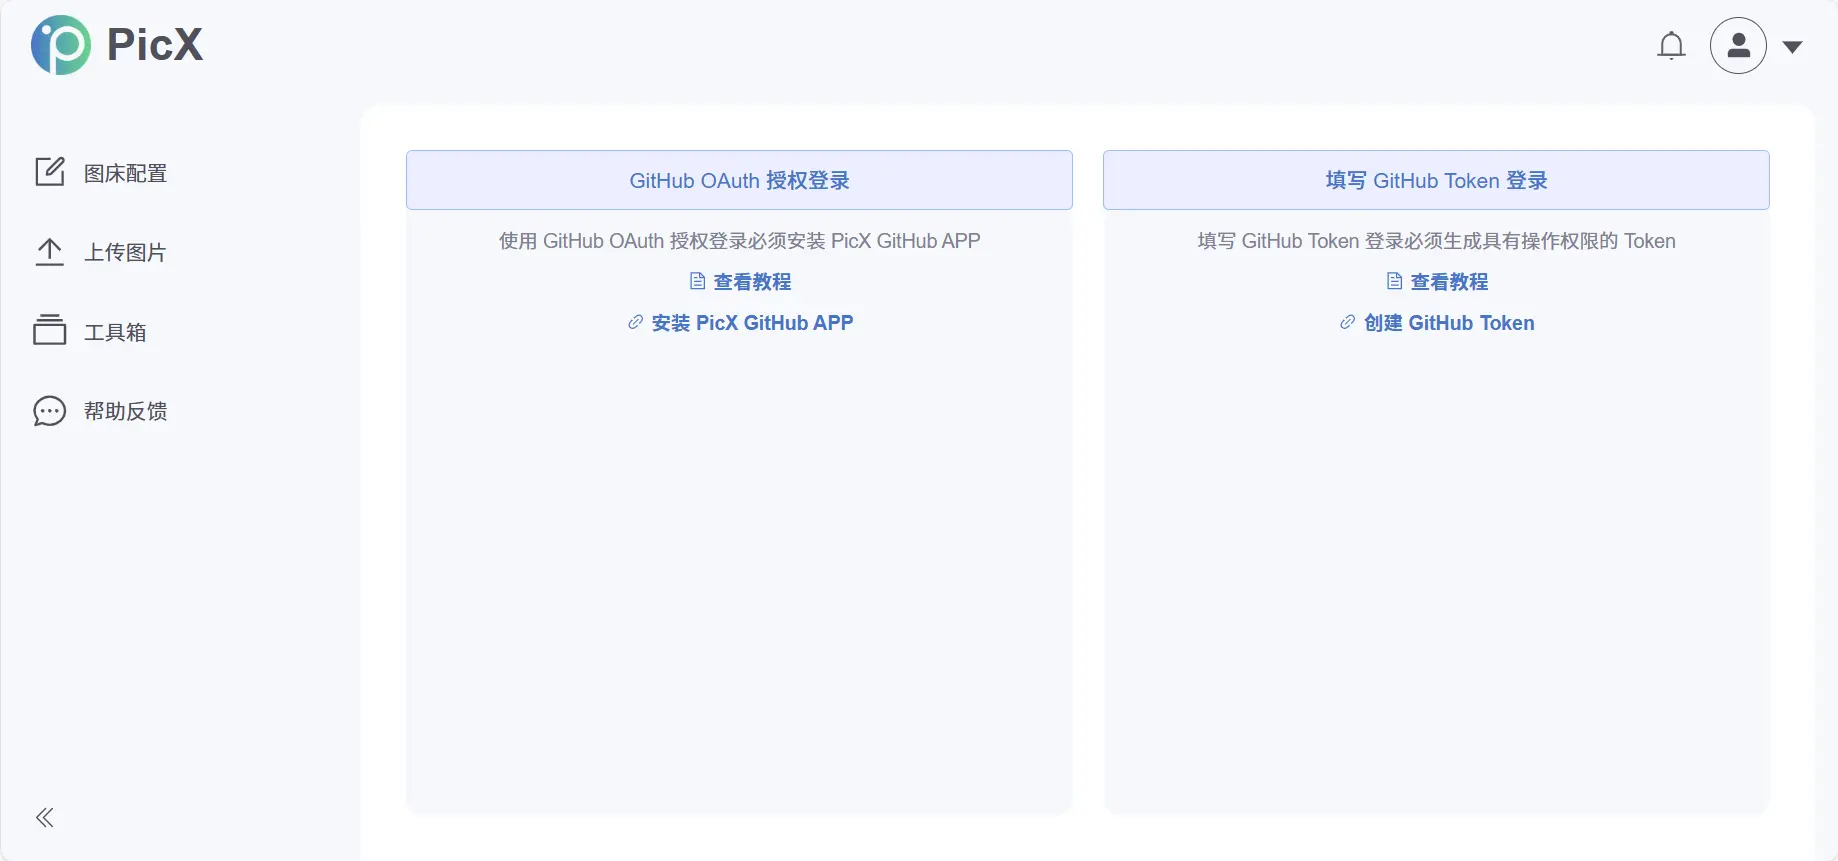 PicX
图床配置
上传图片
工具箱
帮助反馈
GitHub OAuth 授权登录
使用 GitHub OAuth 授权登录必须安装 PicX GitHub APP
查看教程
安装 PicX GitHub APP
填写 GitHub Token 登录
填写 GitHub Token 登录必须生成具有操作权限的 Token
查看教程
创建 GitHub Token